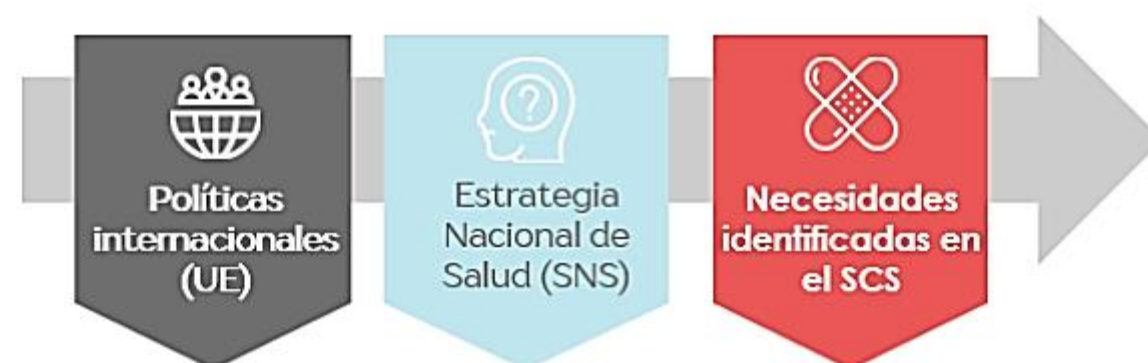 Políticas
internacionales
(UE)
Estrategia
Nacional de
Salud (SNS)
Necesidades
identificadas en
el SCS